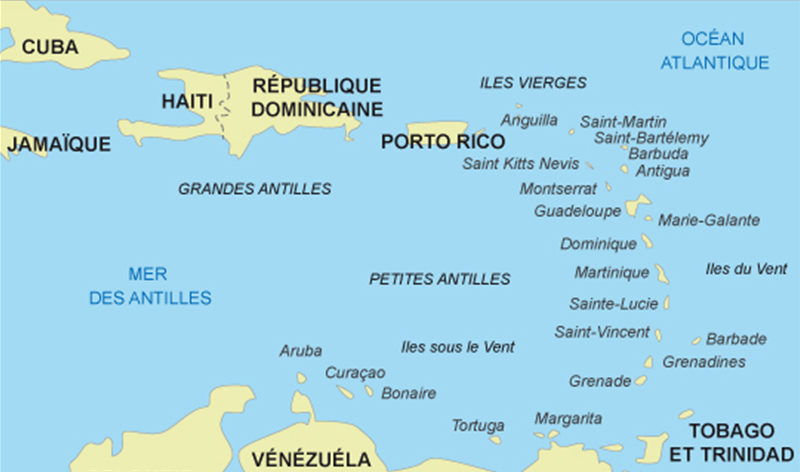 CUBA
OCÉAN
ATLANTIQUE
HAITI
RÉPUBLIQUE
DOMINICAINE
ILES VIERGES
JAMAÏQUE
PORTO RICO
Anguilla
Saint-Martin
Saint-Bartélemy
Barbuda
Saint Kitts Nevis
Antigua
GRANDES ANTILLES
Montserrat
Guadeloupe
Marie-Galante
Dominique
MER
DES ANTILLES
PETITES ANTILLES
Martinique
Iles du Vent
Sainte-Lucie
Saint-Vincent
Barbade
Aruba
Iles sous le Vent
Grenadines
Curaçao
Bonaire
Grenade
Tortuga
Margarita
TOBAGO
ET TRINIDAD
VÉNÉZUÉLA